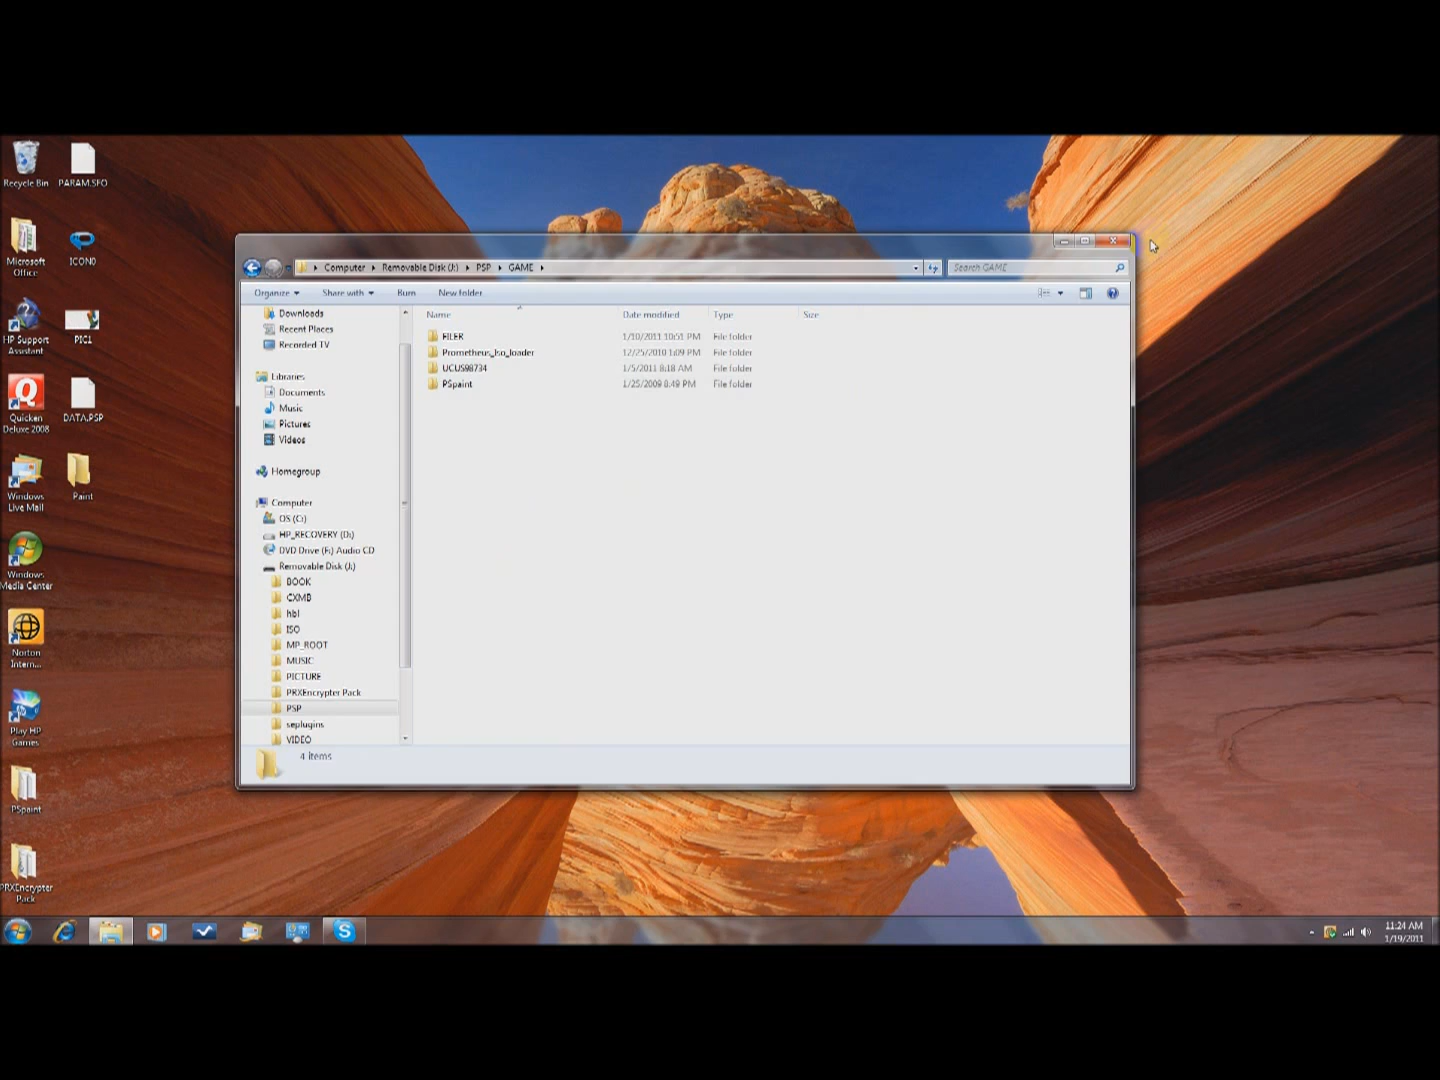 Recycle Bin
PARAM.SFO
Microsoft Office
ICON0
HP Support Assistant
PIC1
Quicken Deluxe 2008
DATA.PSP
Windows Live Mail
Paint
Windows Media Center
Norton Intern...
Play HP Games
PSpaint
PRXEncrypter Pack
Computer Removable Disk (J:) PSP GAME
Search GAME
Organize Share with Burn New folder
Downloads
Recent Places
Recorded TV
Libraries
Documents
Music
Pictures
Videos
Homegroup
Computer
OS (C:)
HP_RECOVERY (D:)
DVD Drive (F:) Audio CD
Removable Disk (J:)
BOOK
CXMB
hbl
ISO
MP_ROOT
MUSIC
PICTURE
PRXEncrypter Pack
PSP
seplugins
VIDEO
Name Date modified Type Size
FILER 1/10/2011 10:51 PM File folder
Prometheus_Iso_loader 12/25/2010 1:09 PM File folder
UCUS98734 1/5/2011 8:18 AM File folder
PSpaint 1/25/2009 8:49 PM File folder
4 items
11:24 AM
1/19/2011